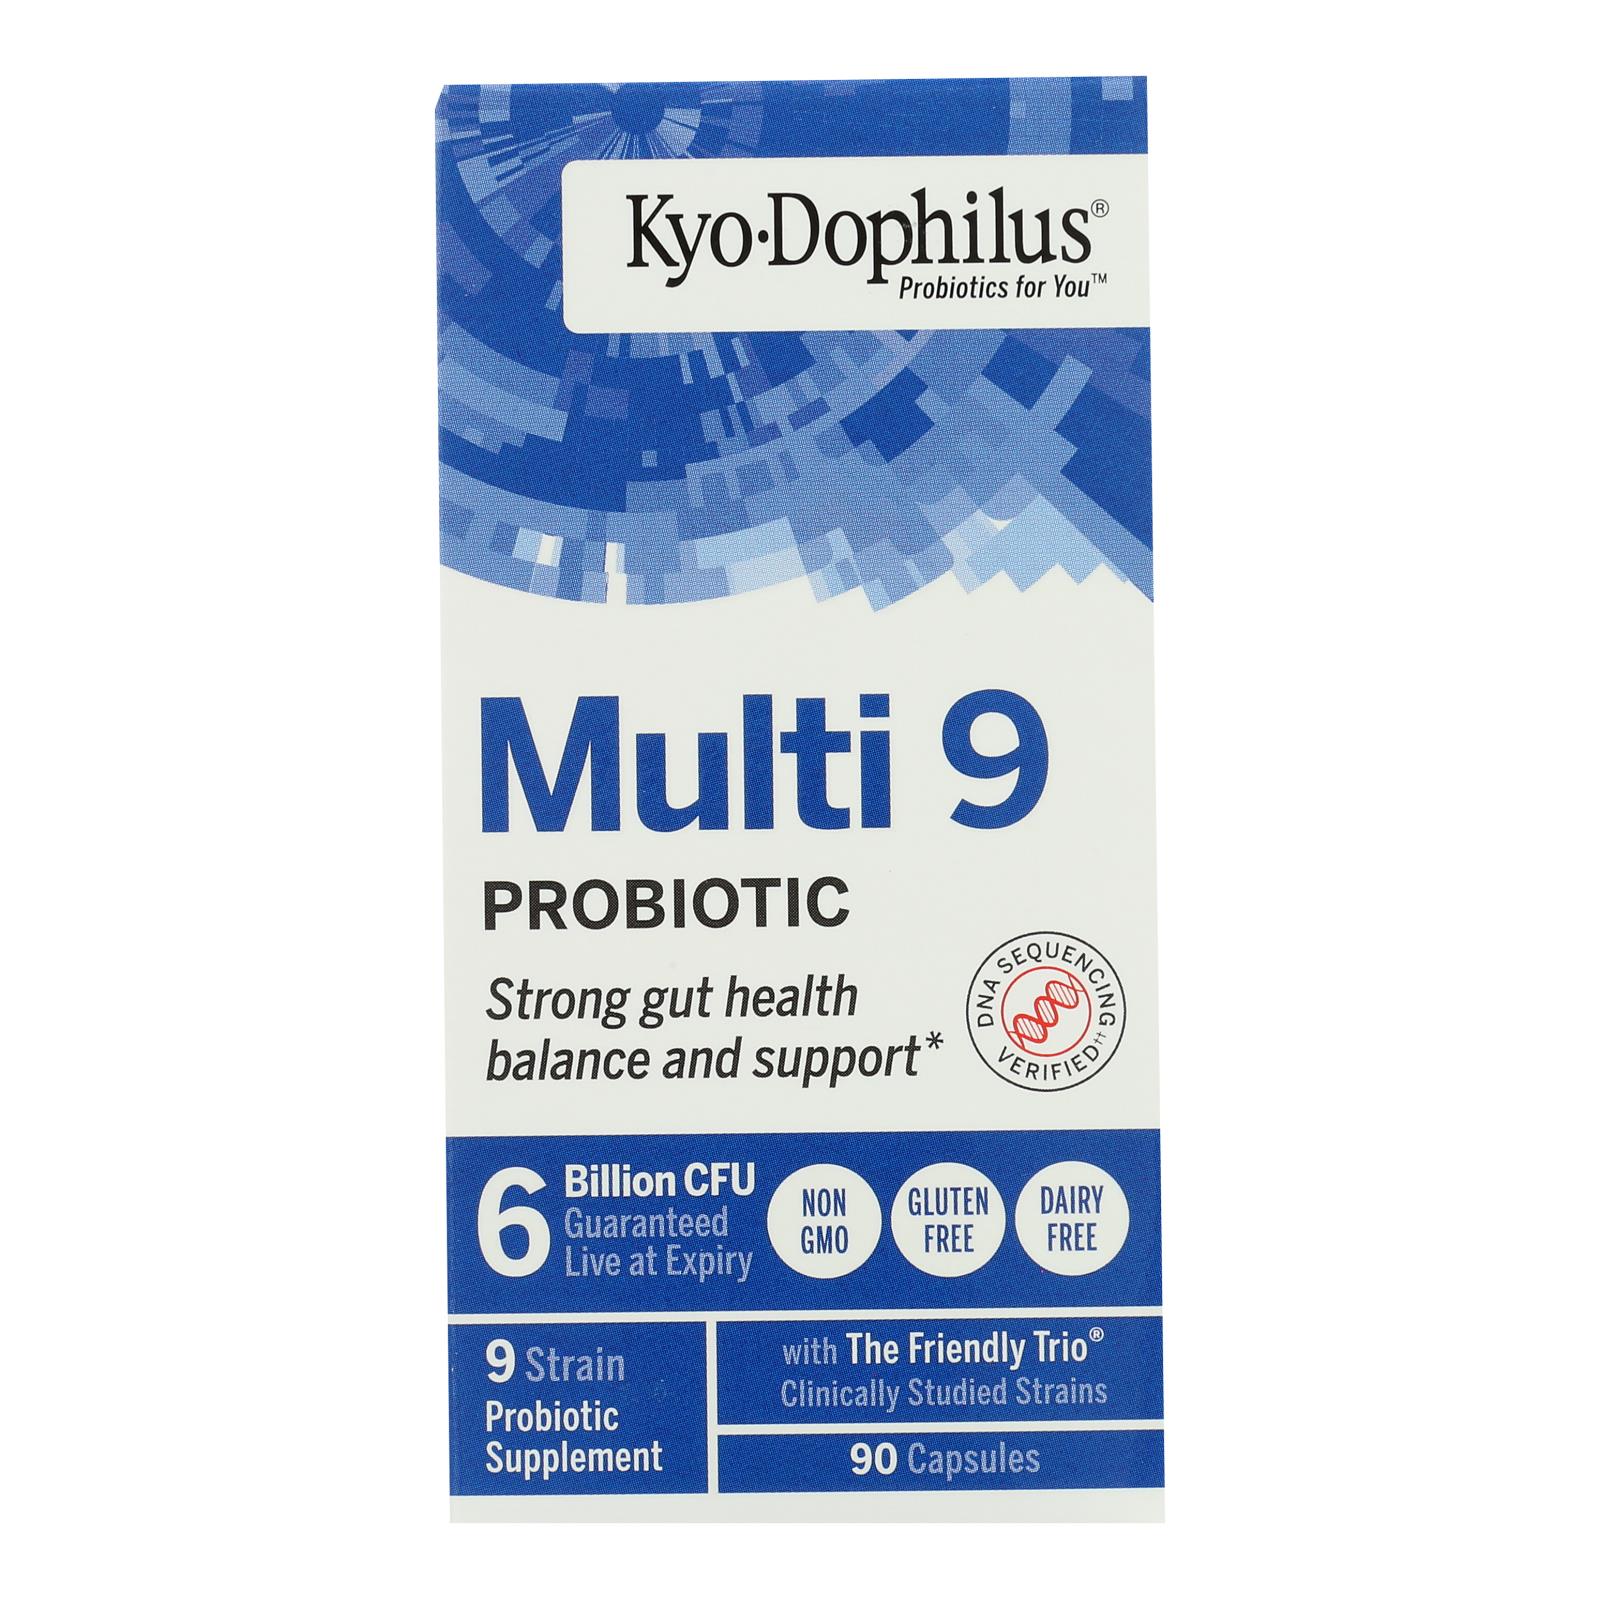 Kyo·Dophilus®
Probiotics for You™
Multi 9
PROBIOTIC
Strong gut health
balance and support*
DNA SEQUENCING
VERIFIED††
6 Billion CFU
Guaranteed
Live at Expiry
NON
GMO
GLUTEN
FREE
DAIRY
FREE
9 Strain
Probiotic
Supplement
with The Friendly Trio®
Clinically Studied Strains
90 Capsules